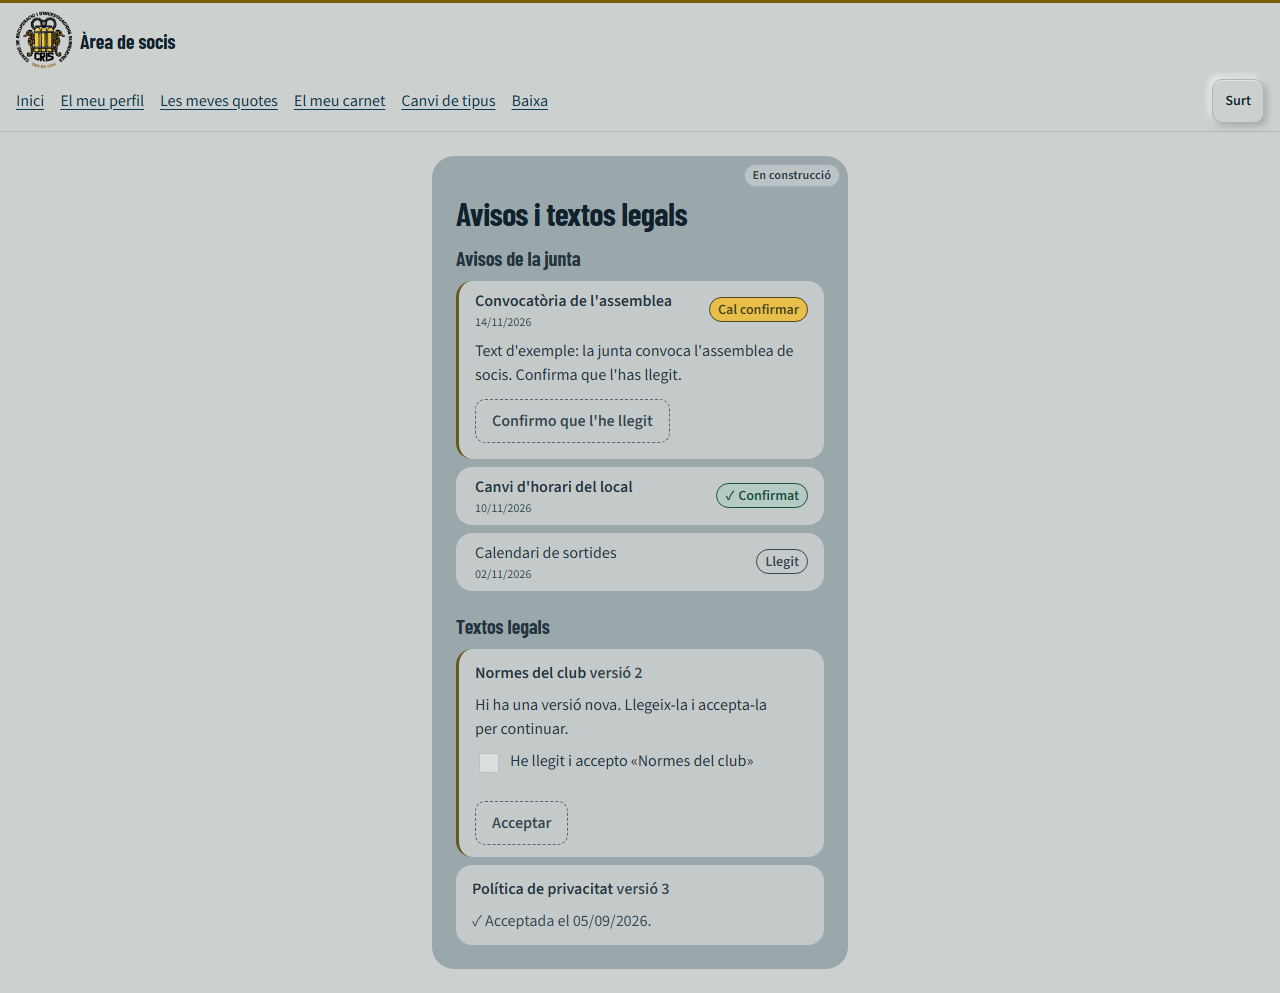 CRIS
Àrea de socis
Inici El meu perfil Les meves quotes El meu carnet Canvi de tipus Baixa
Surt
En construcció
Avisos i textos legals
Avisos de la junta
Convocatòria de l'assemblea
Cal confirmar
14/11/2026
Text d'exemple: la junta convoca l'assemblea de
socis. Confirma que l'has llegit.
Confirmo que l'he llegit
Canvi d'horari del local
✓ Confirmat
10/11/2026
Calendari de sortides
Llegit
02/11/2026
Textos legals
Normes del club versió 2
Hi ha una versió nova. Llegeix-la i accepta-la
per continuar.
He llegit i accepto «Normes del club»
Acceptar
Política de privacitat versió 3
✓ Acceptada el 05/09/2026.